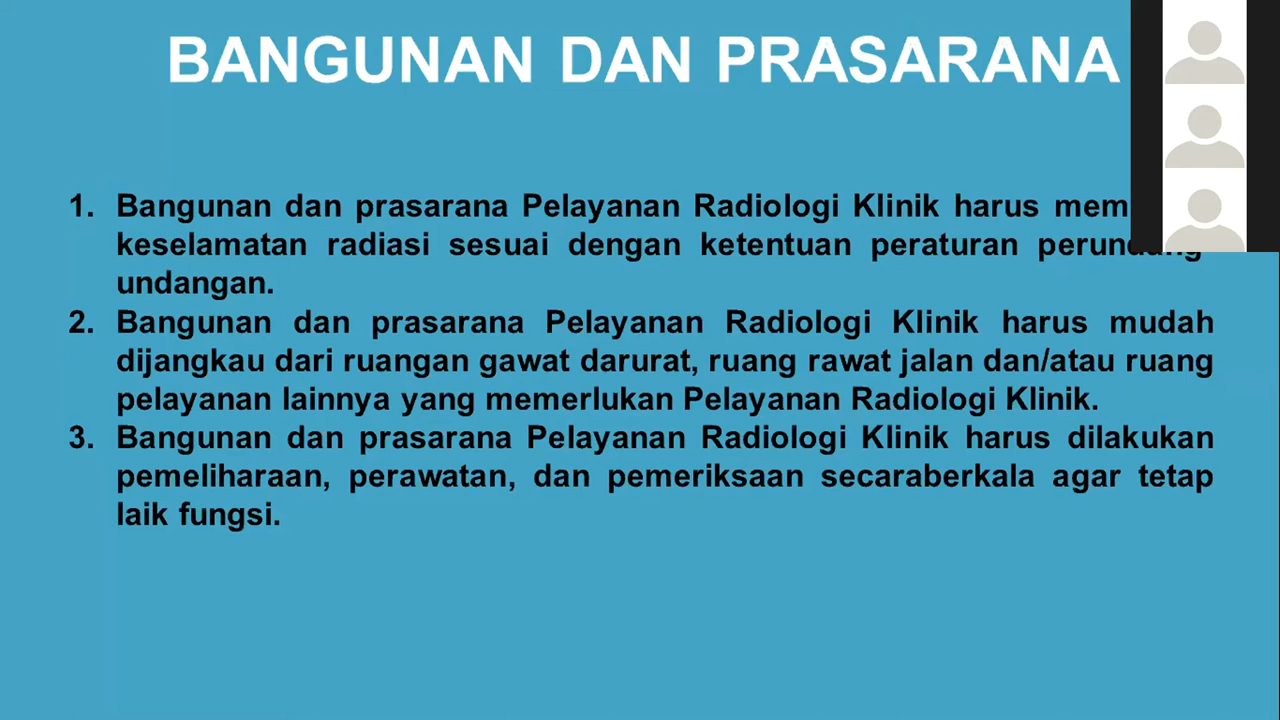 BANGUNAN DAN PRASARANA
1. Bangunan dan prasarana Pelayanan Radiologi Klinik harus
keselamatan radiasi sesuai dengan ketentuan peraturan
undangan.
2. Bangunan dan prasarana Pelayanan Radiologi Klinik harus mudah
dijangkau dari ruangan gawat darurat, ruang rawat jalan dan/atau ruang
pelayanan lainnya yang memerlukan Pelayanan Radiologi Klinik.
3. Bangunan dan prasarana Pelayanan Radiologi Klinik harus dilakukan
pemeliharaan, perawatan, dan pemeriksaan secaraberkala agar tetap
laik fungsi.